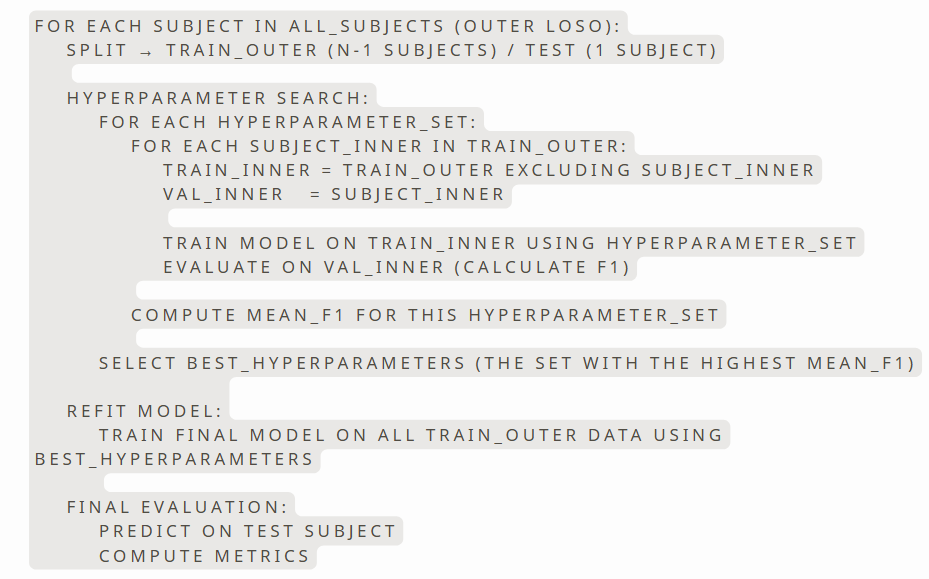 FOR EACH SUBJECT IN ALL_SUBJECTS (OUTER LOSO):
SPLIT → TRAIN_OUTER (N-1 SUBJECTS) / TEST (1 SUBJECT)
HYPERPARAMETER SEARCH:
FOR EACH HYPERPARAMETER_SET:
FOR EACH SUBJECT_INNER IN TRAIN_OUTER:
TRAIN_INNER = TRAIN_OUTER EXCLUDING SUBJECT_INNER
VAL_INNER = SUBJECT_INNER
TRAIN MODEL ON TRAIN_INNER USING HYPERPARAMETER_SET
EVALUATE ON VAL_INNER (CALCULATE F1)
COMPUTE MEAN_F1 FOR THIS HYPERPARAMETER_SET
SELECT BEST_HYPERPARAMETERS (THE SET WITH THE HIGHEST MEAN_F1)
REFIT MODEL:
TRAIN FINAL MODEL ON ALL TRAIN_OUTER DATA USING
BEST_HYPERPARAMETERS
FINAL EVALUATION:
PREDICT ON TEST SUBJECT
COMPUTE METRICS